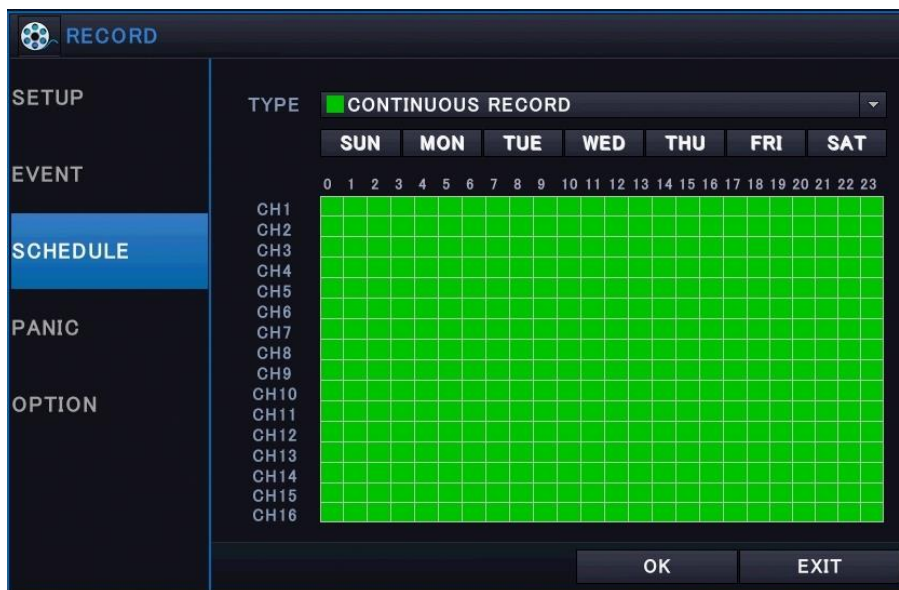 RECORD
SETUP
EVENT
SCHEDULE
PANIC
OPTION
TYPE CONTINUOUS RECORD
SUN MON TUE WED THU FRI SAT
0 1 2 3 4 5 6 7 8 9 10 11 12 13 14 15 16 17 18 19 20 21 22 23
CH1
CH2
CH3
CH4
CH5
CH6
CH7
CH8
CH9
CH10
CH11
CH12
CH13
CH14
CH15
CH16
OK EXIT